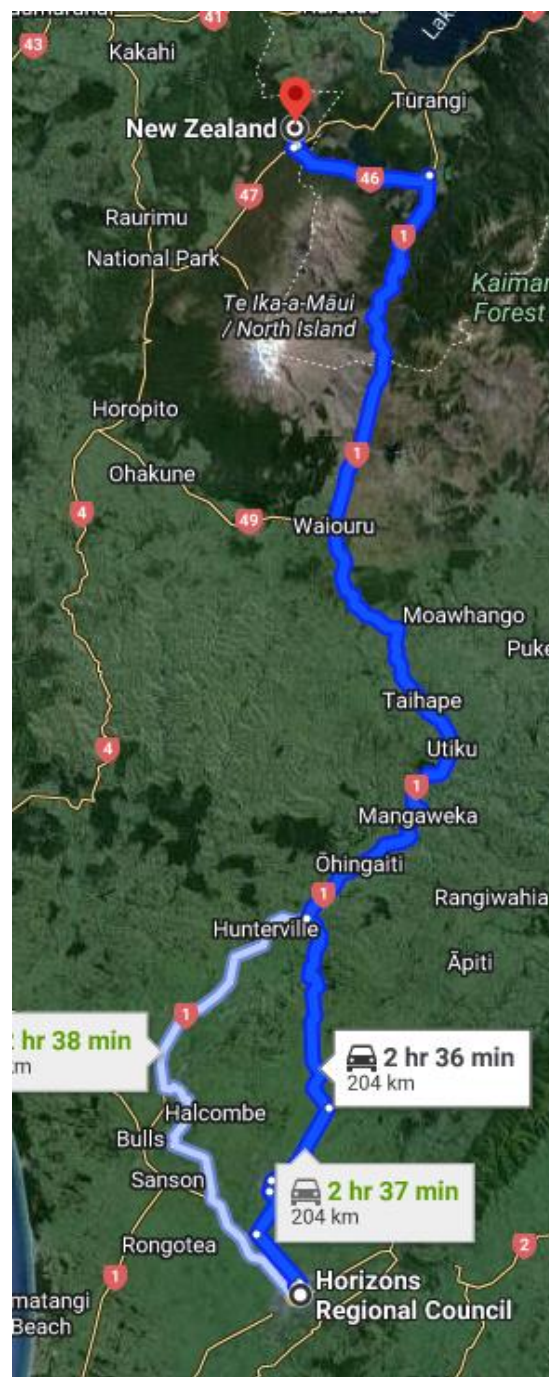 41
43
Kakahi
Lak
1
Tūrangi
New Zealand
46
47
Raurimu
1
National Park
Kaimar
Forest
Te Ika-a-Māui
/ North Island
Horopito
1
Ohakune
4
49
Waiouru
Moawhango
Puke
Taihape
4
Utiku
1
Mangaweka
Ōhingaiti
1
Rangiwahia
Hunterville
Āpiti
1
hr 38 min
km
2 hr 36 min
204 km
Halcombe
Bulls
Sanson
2 hr 37 min
204 km
Rongotea
2
1
Horizons
Regional Council
matangi
Beach